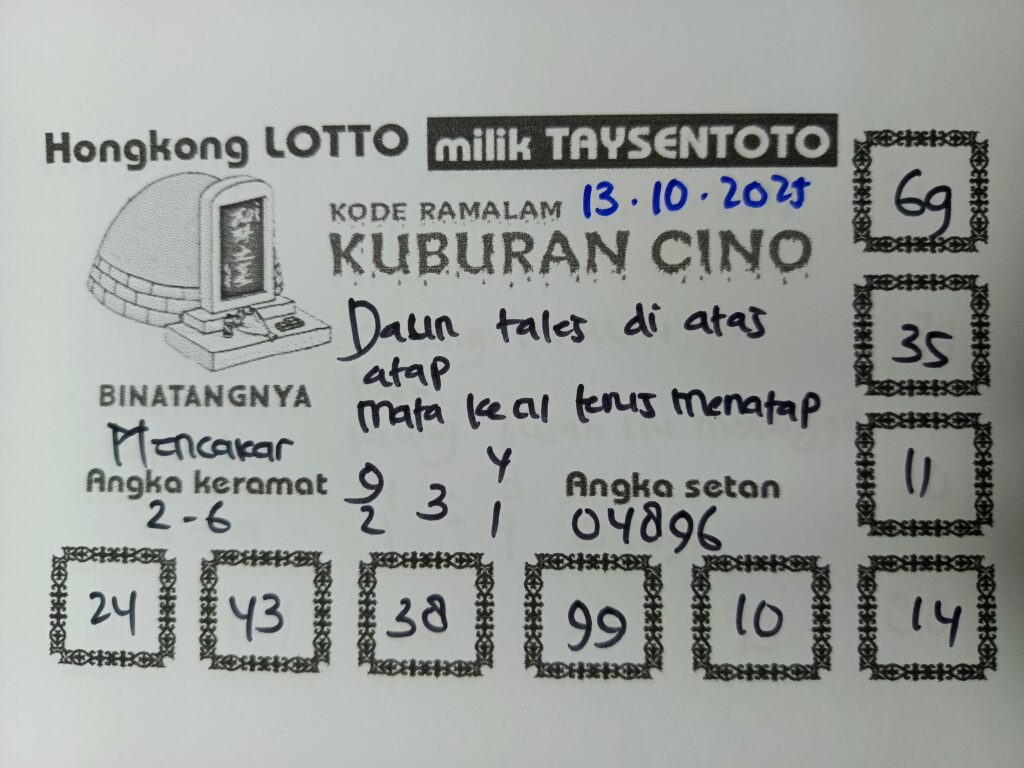 Hongkong LOTTO milik TAYSENTOTO
KODE RAMALAM 13.10.2025
KUBURAN CINO
Daun tales di atas
atap
mata kecil terus menatap
BINATANGNYA
Mencakar
Angka keramat
2-6
9 3 4
2 1
Angka setan
04896
69
35
11
24 43 38 99 10 14